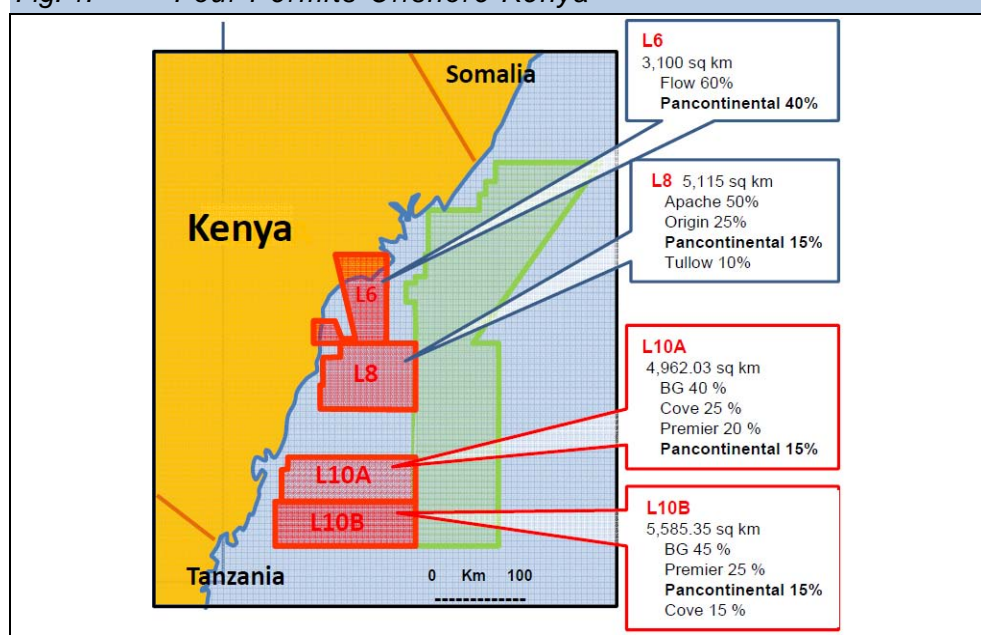 Fig. Four Permits Offshore Kenya
Somalia
Kenya
L6
L8
L10A
L10B
Tanzania
0 Km 100
L6
3,100 sq km
Flow 60%
Pancontinental 40%
L8 5,115 sq km
Apache 50%
Origin 25%
Pancontinental 15%
Tullow 10%
L10A
4,962.03 sq km
BG 40 %
Cove 25 %
Premier 20 %
Pancontinental 15%
L10B
5,585.35 sq km
BG 45 %
Premier 25 %
Pancontinental 15%
Cove 15 %